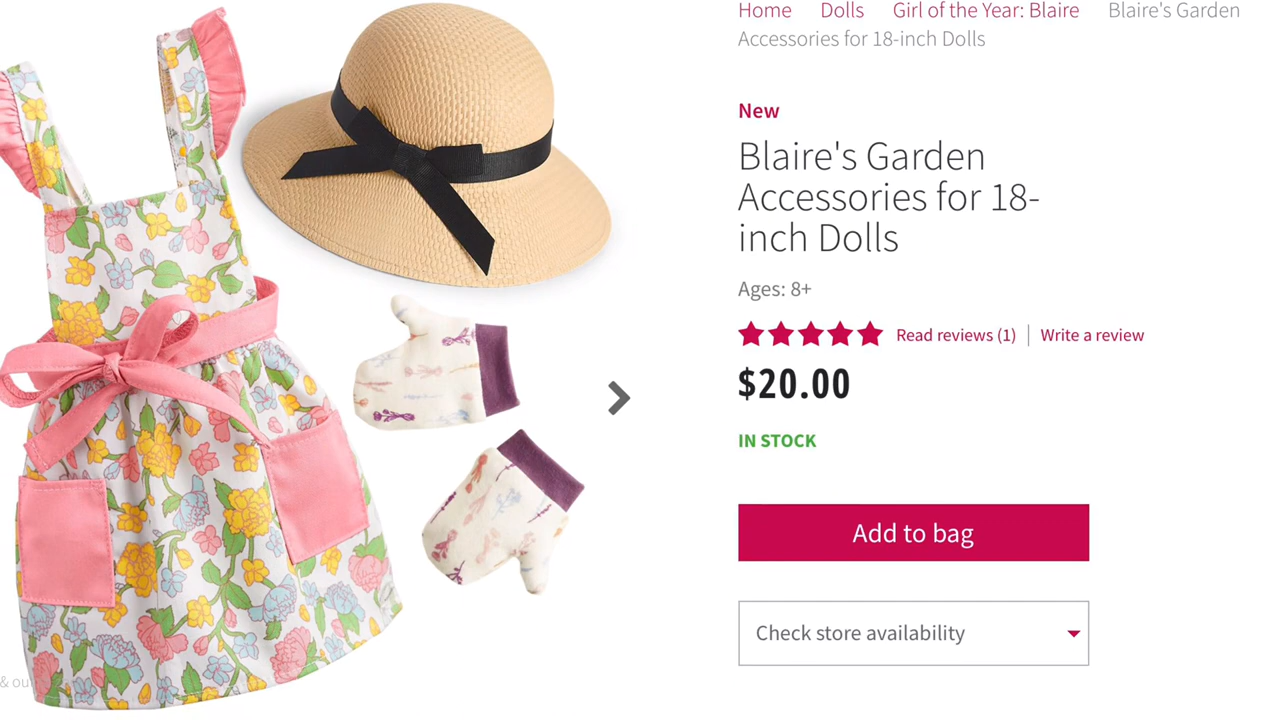 Home Dolls Girl of the Year: Blaire Blaire's Garden
Accessories for 18-inch Dolls
New
Blaire's Garden
Accessories for 18-
inch Dolls
Ages: 8+
Read reviews (1) | Write a review
$20.00
IN STOCK
Add to bag
Check store availability
& ou